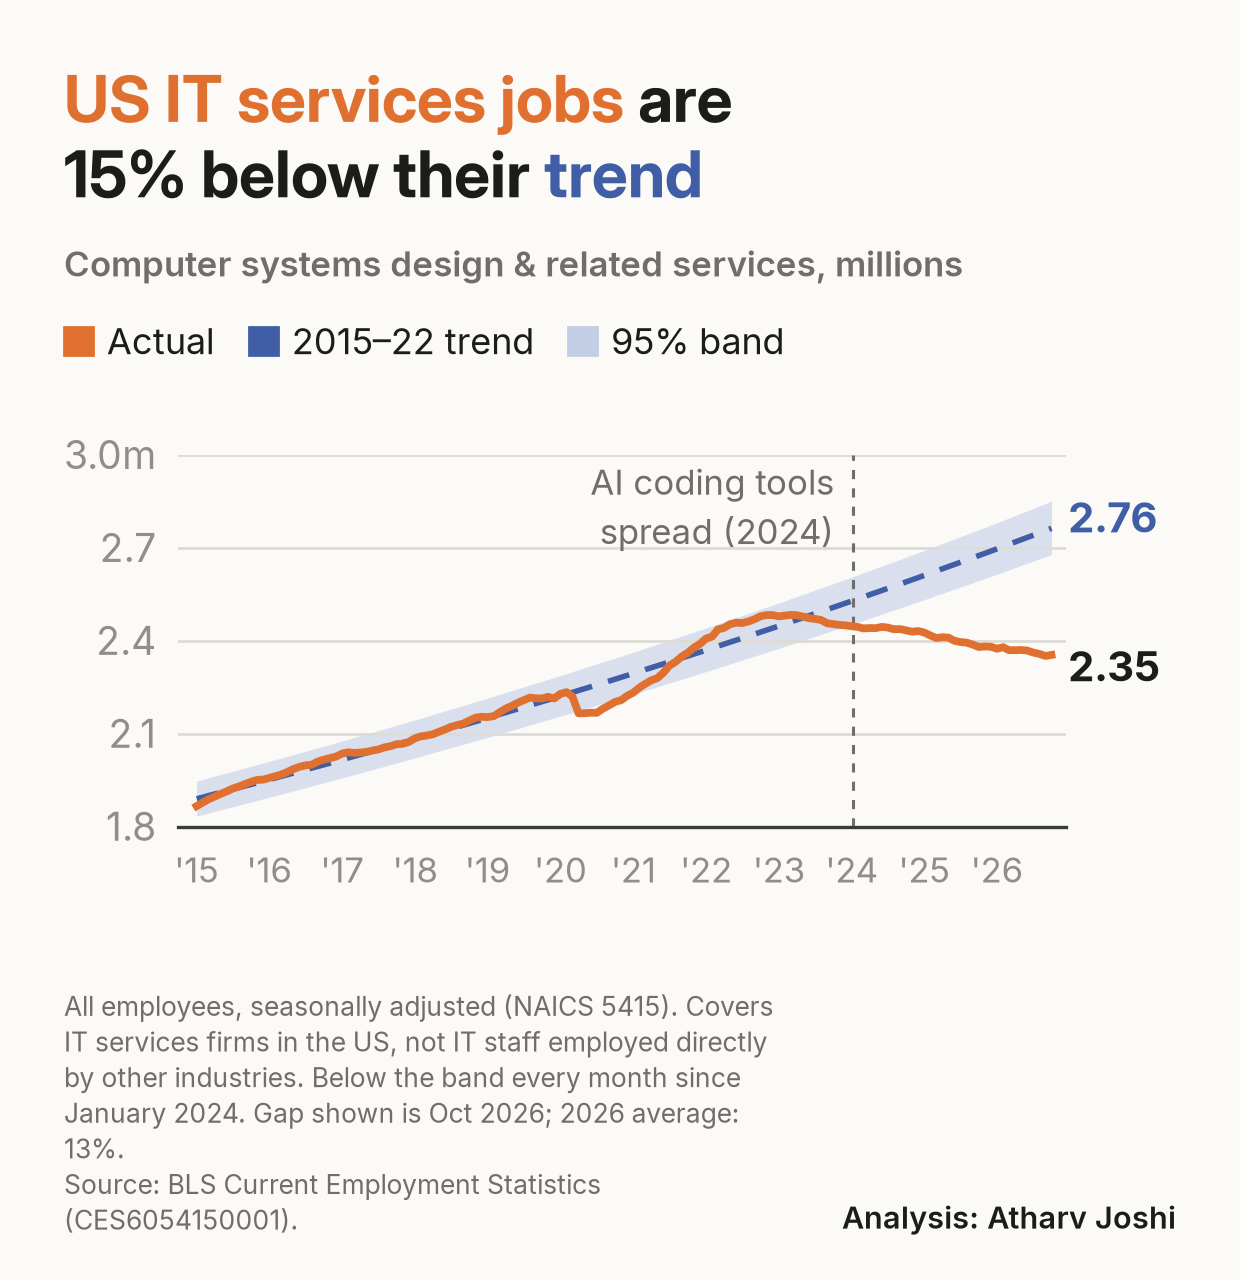 US IT services jobs are
15% below their trend
Computer systems design & related services, millions
Actual 2015–22 trend 95% band
3.0m
AI coding tools
spread (2024)
2.76
2.7
2.4
2.35
2.1
1.8
'15 '16 '17 '18 '19 '20 '21 '22 '23 '24 '25 '26
All employees, seasonally adjusted (NAICS 5415). Covers
IT services firms in the US, not IT staff employed directly
by other industries. Below the band every month since
January 2024. Gap shown is Oct 2026; 2026 average:
13%.
Source: BLS Current Employment Statistics
(CES6054150001).
Analysis: Atharv Joshi